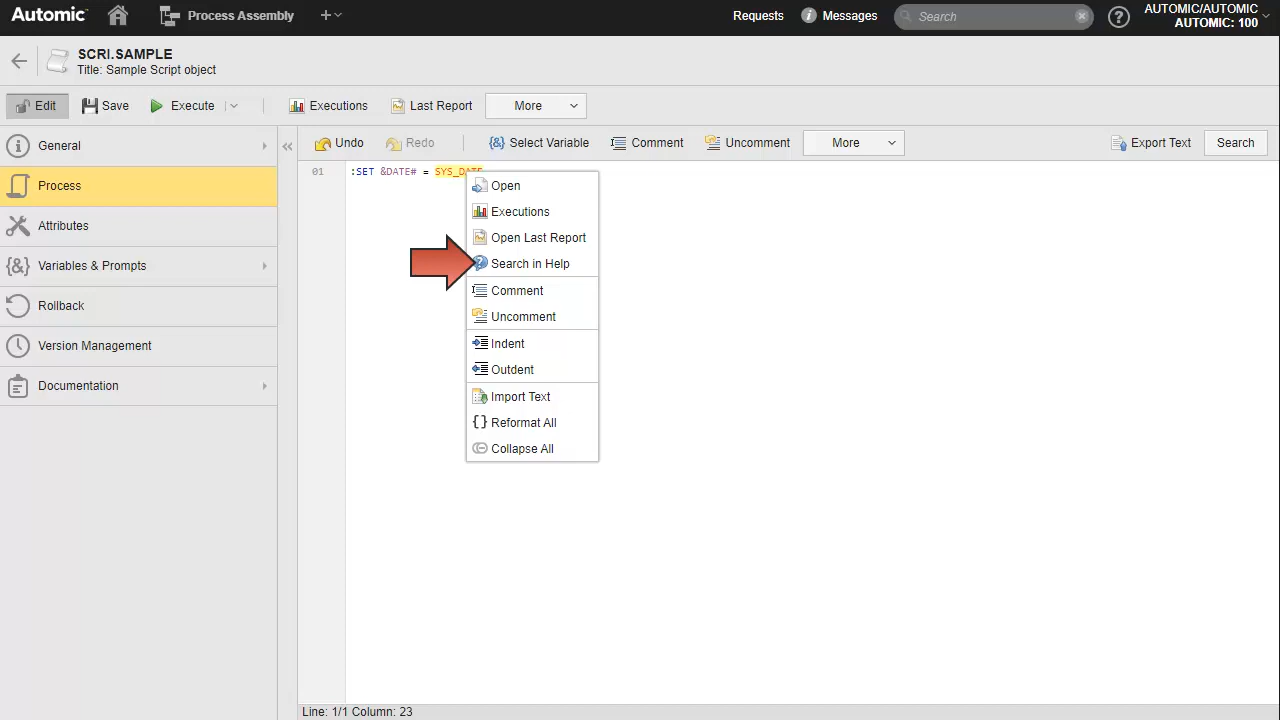 Automic
Process Assembly
Requests
Messages
Search
AUTOMIC/AUTOMIC
AUTOMIC: 100
SCRI.SAMPLE
Title: Sample Script object
Edit
Save
Execute
Executions
Last Report
More
General
Undo
Redo
{&} Select Variable
Comment
Uncomment
More
Export Text
Search
01 :SET &DATE# = SYS_DATE
Process
Attributes
Variables & Prompts
Rollback
Version Management
Documentation
Open
Executions
Open Last Report
Search in Help
Comment
Uncomment
Indent
Outdent
Import Text
Reformat All
Collapse All
Line: 1/1 Column: 23